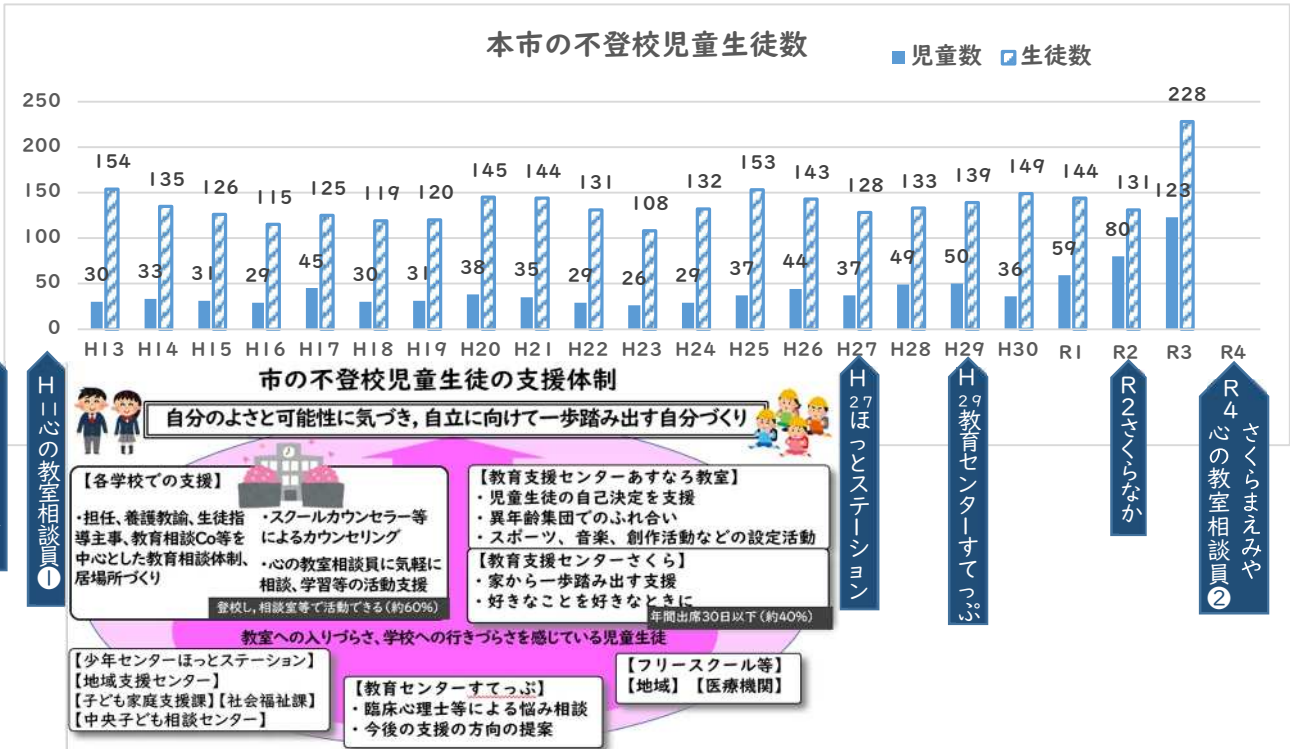 本市の不登校児童生徒数
児童数 生徒数
250
200
150
100
50
0
30 154
33 135
31 126
29 115
45 125
30 119
31 120
38 145
35 144
29 131
26 108
29 132
37 153
44 143
37 128
49 133
50 139
36 149
59 144
80 131
123 228
H13 H14 H15 H16 H17 H18 H19 H20 H21 H22 H23 H24 H25 H26 H27 H28 H29 H30 R1 R2 R3 R4
H11心の教室相談員❶
H27ほっとステーション
H29教育センターすてっぷ
R2さくらなか
R4さくらまえみや
心の教室相談員❷
市の不登校児童生徒の支援体制
自分のよさと可能性に気づき,自立に向けて一歩踏み出す自分づくり
【各学校での支援】
・担任、養護教諭、生徒指
導主事、教育相談Co等を
中心とした教育相談体制、
居場所づくり
・スクールカウンセラー等
によるカウンセリング
・心の教室相談員に気軽に
相談、学習等の活動支援
登校し,相談室等で活動できる(約60%)
【教育支援センターあすなろ教室】
・児童生徒の自己決定を支援
・異年齢集団でのふれ合い
・スポーツ、音楽、創作活動などの設定活動
【教育支援センターさくら】
・家から一歩踏み出す支援
・好きなことを好きなときに
年間出席30日以下(約40%)
教室への入りづらさ、学校への行きづらさを感じている児童生徒
【少年センターほっとステーション】
【地域支援センター】
【子ども家庭支援課】【社会福祉課】
【中央子ども相談センター】
【教育センターすてっぷ】
・臨床心理士等による悩み相談
・今後の支援の方向の提案
【フリースクール等】
【地域】【医療機関】